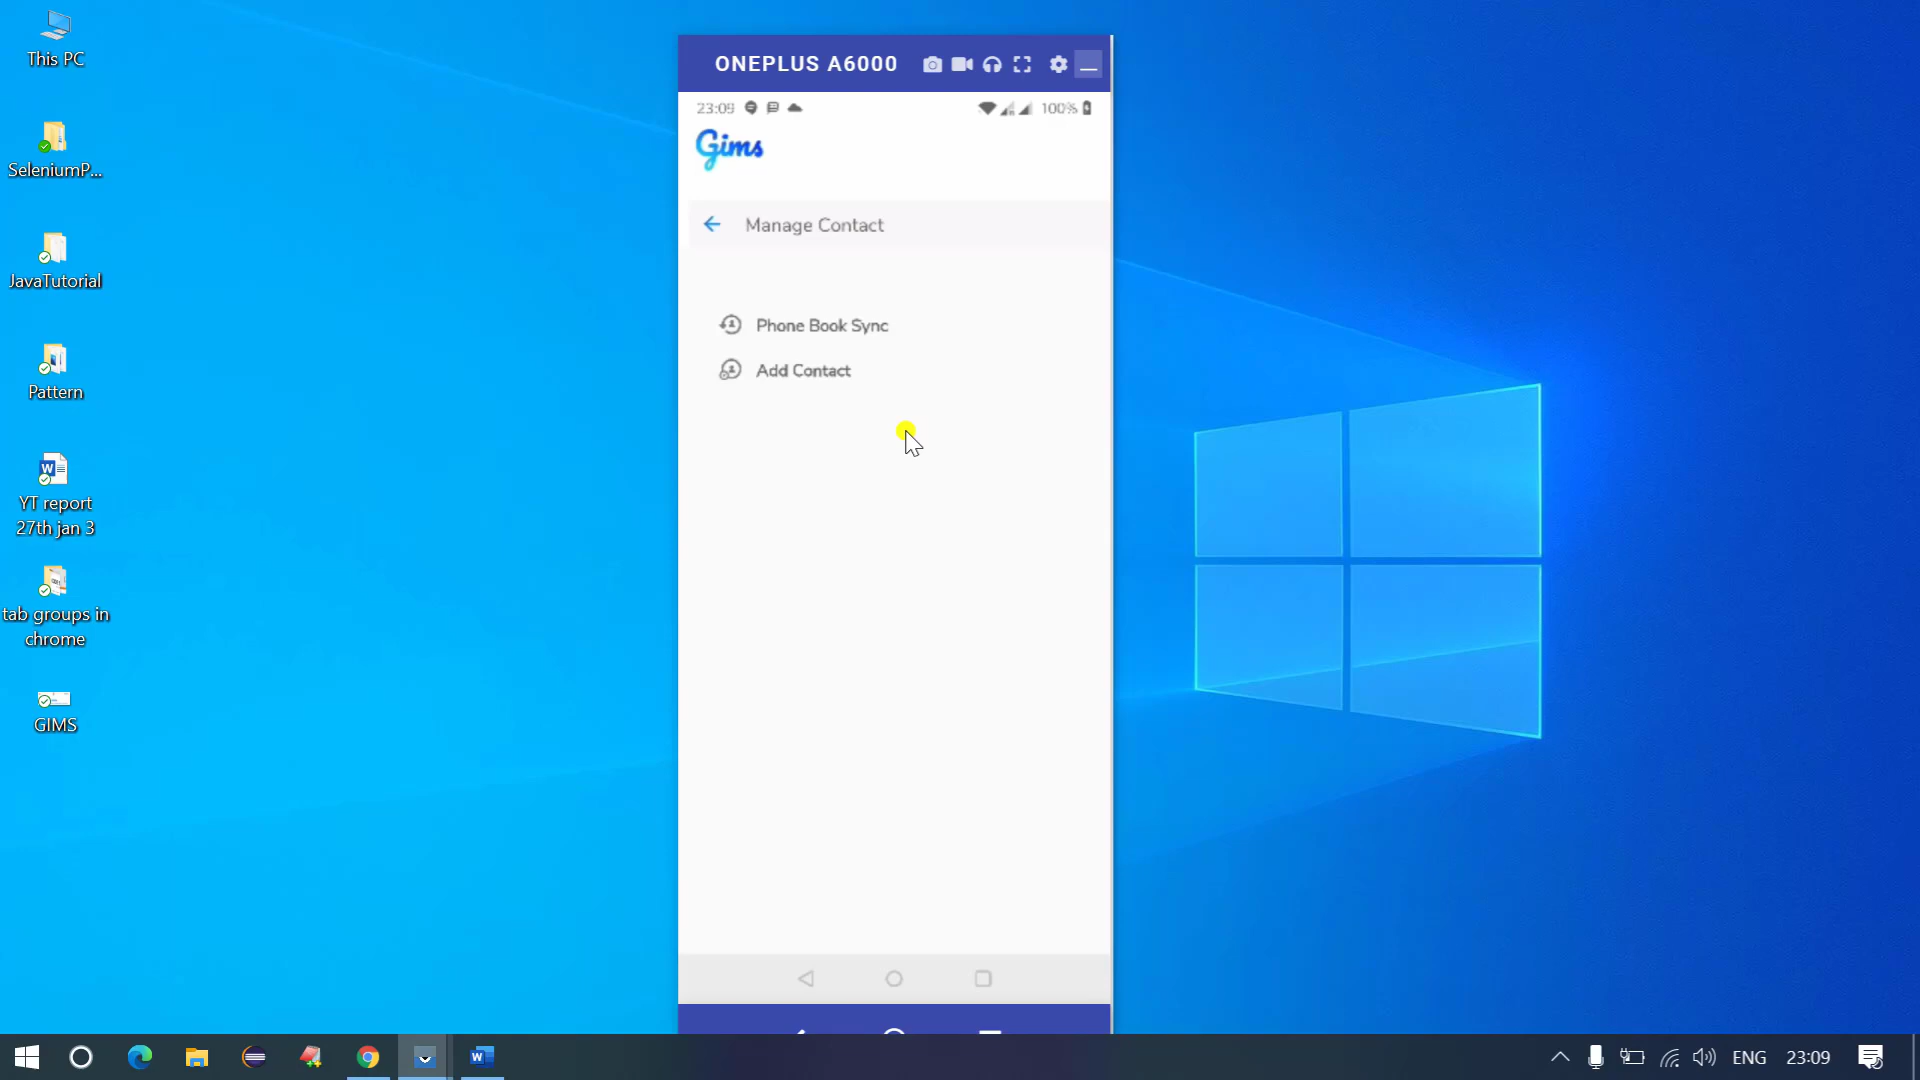 This PC
SeleniumP...
JavaTutorial
Pattern
YT report
27th jan 3
tab groups in
chrome
GIMS
ONEPLUS A6000
23:09
100%
Gims
Manage Contact
Phone Book Sync
Add Contact
ENG
23:09